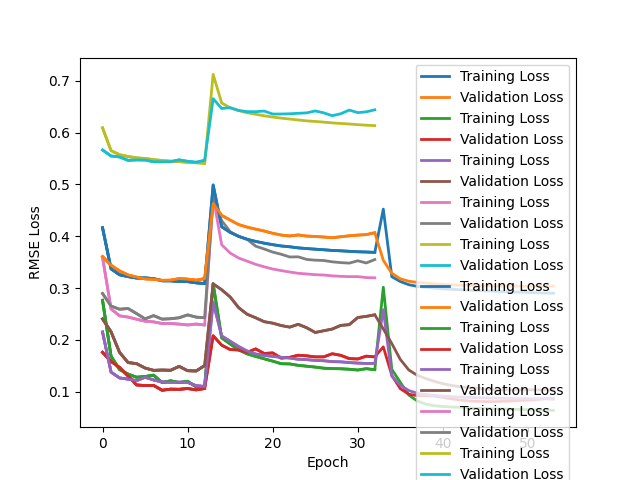 0.7
0.6
0.5
0.4
0.3
0.2
0.1
RMSE Loss
0
10
20
30
40
50
Epoch
Training Loss
Validation Loss
Training Loss
Validation Loss
Training Loss
Validation Loss
Training Loss
Validation Loss
Training Loss
Validation Loss
Training Loss
Validation Loss
Training Loss
Validation Loss
Training Loss
Validation Loss
Training Loss
Validation Loss
Training Loss
Validation Loss